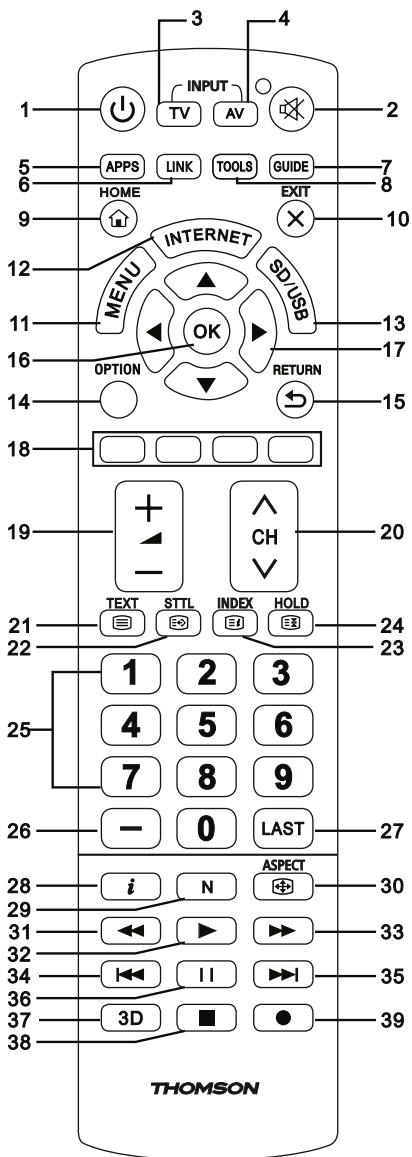 3 4
INPUT
1 TV AV 2
5 APPS LINK TOOLS GUIDE 7
6 8
HOME EXIT
9 10
12 INTERNET
MENU SD/USB
11 13
16 OK 17
OPTION RETURN
14 15
18
19 + CH 20
−
TEXT STTL INDEX HOLD
21 24
22 23
1 2 3
25 4 5 6
7 8 9
26 − 0 LAST 27
ASPECT
28 i N 30
29
31 33
32
34 35
36
37 3D 39
38
THOMSON